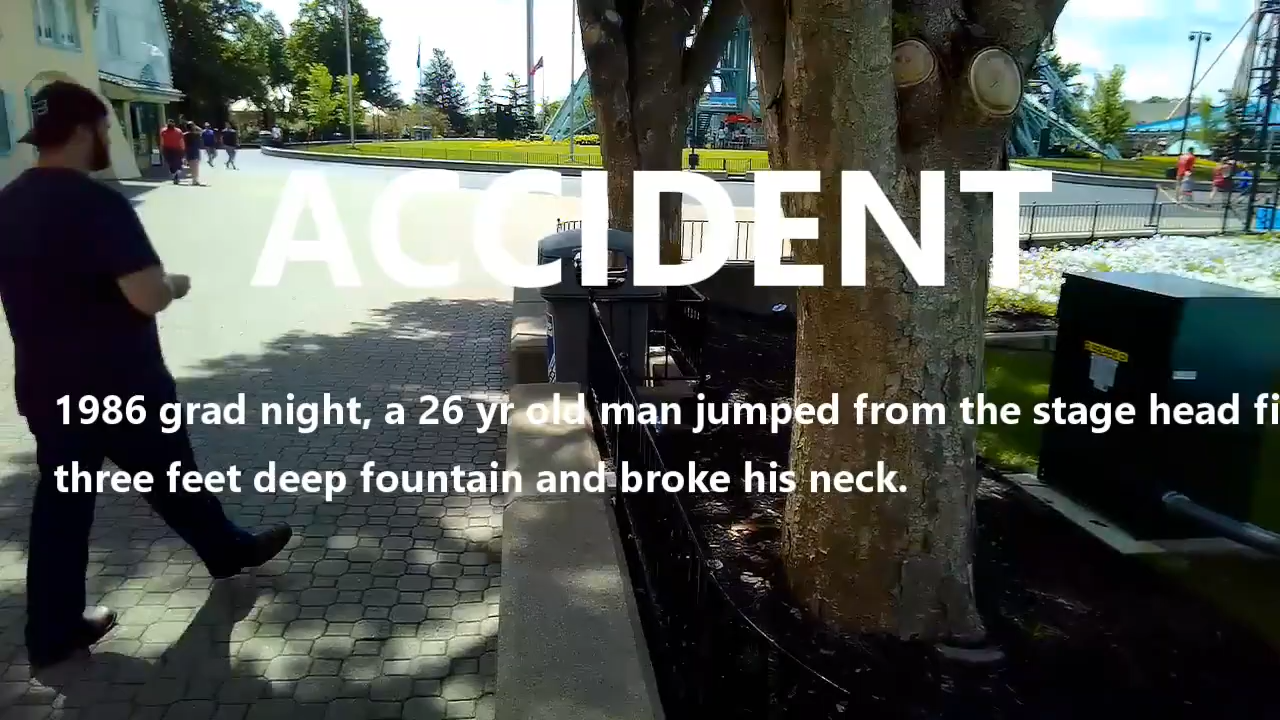 ACCIDENT
1986 grad night, a 26 yr old man jumped from the stage head fi
three feet deep fountain and broke his neck.